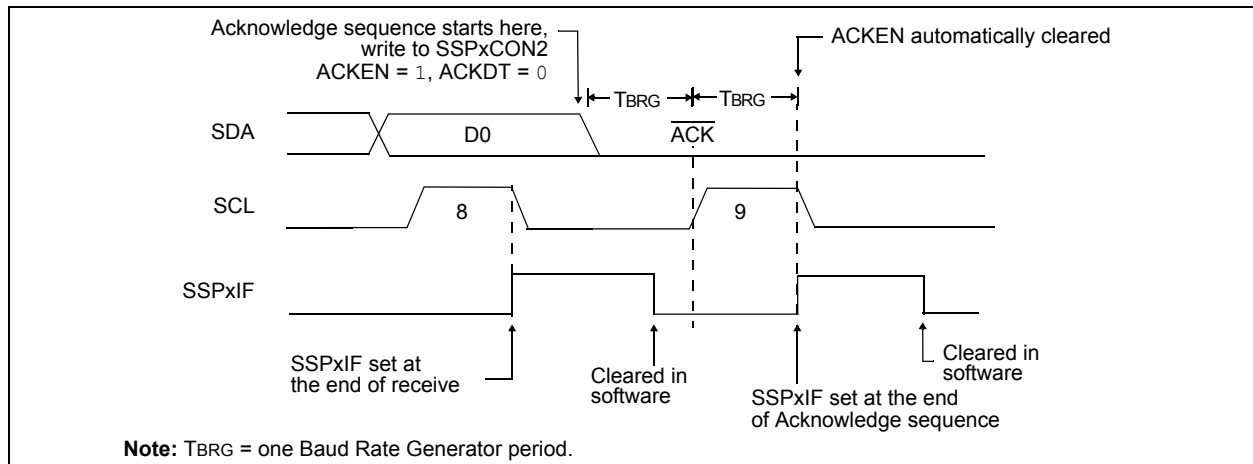 Acknowledge sequence starts here,
write to SSPxCON2
ACKEN = 1, ACKDT = 0
ACKEN automatically cleared
TBRG
TBRG
SDA
D0
ACK
SCL
8
9
SSPxIF
SSPxIF set at
the end of receive
Cleared in
software
SSPxIF set at the end
of Acknowledge sequence
Cleared in
software
Note: TBRG = one Baud Rate Generator period.